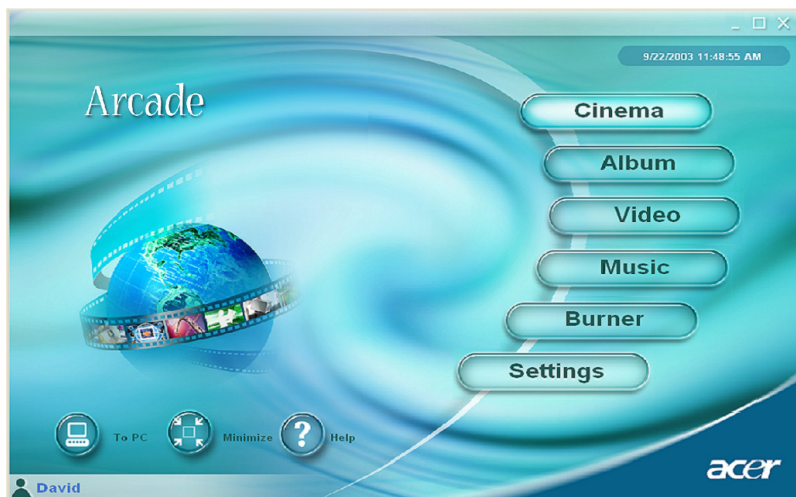 9/22/2003 11:48:55 AM
Arcade
Cinema
Album
Video
Music
Burner
Settings
To PC
Minimize
Help
David
acer